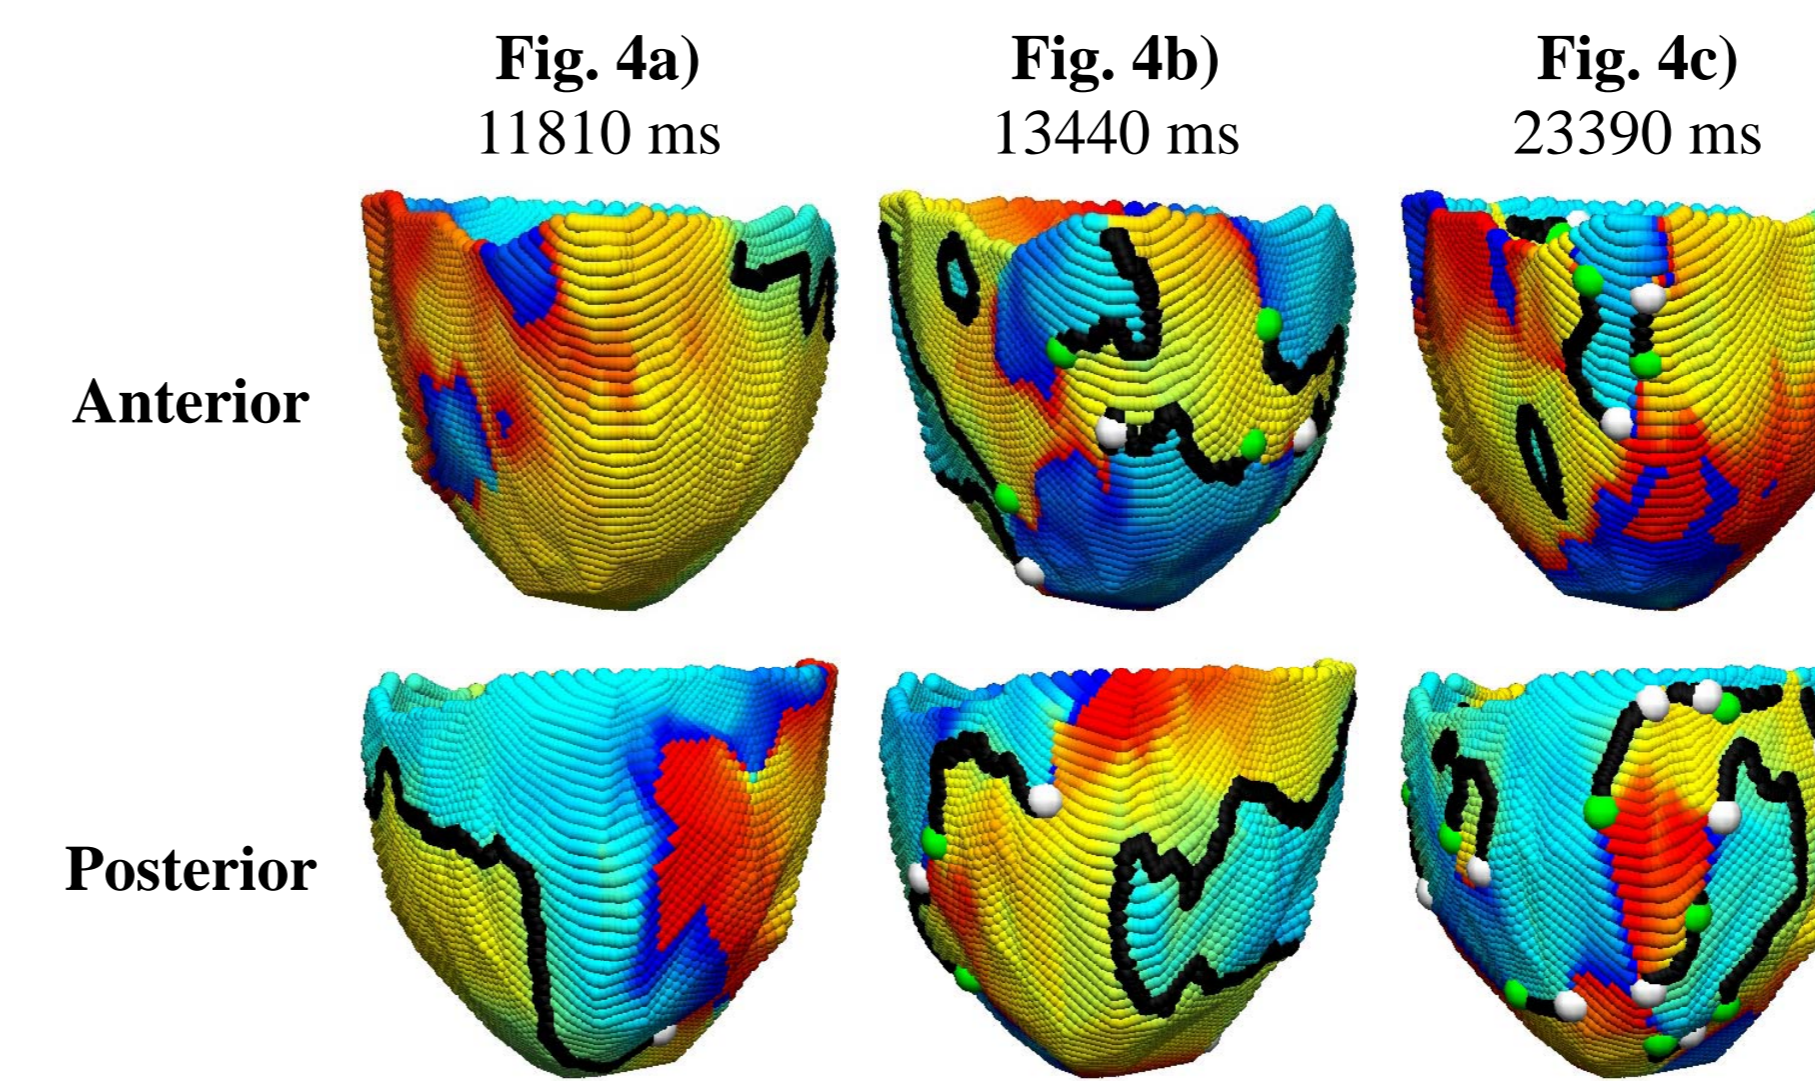 Fig. 4a) Fig. 4b) Fig. 4c)
11810 ms 13440 ms 23390 ms
Anterior
Posterior